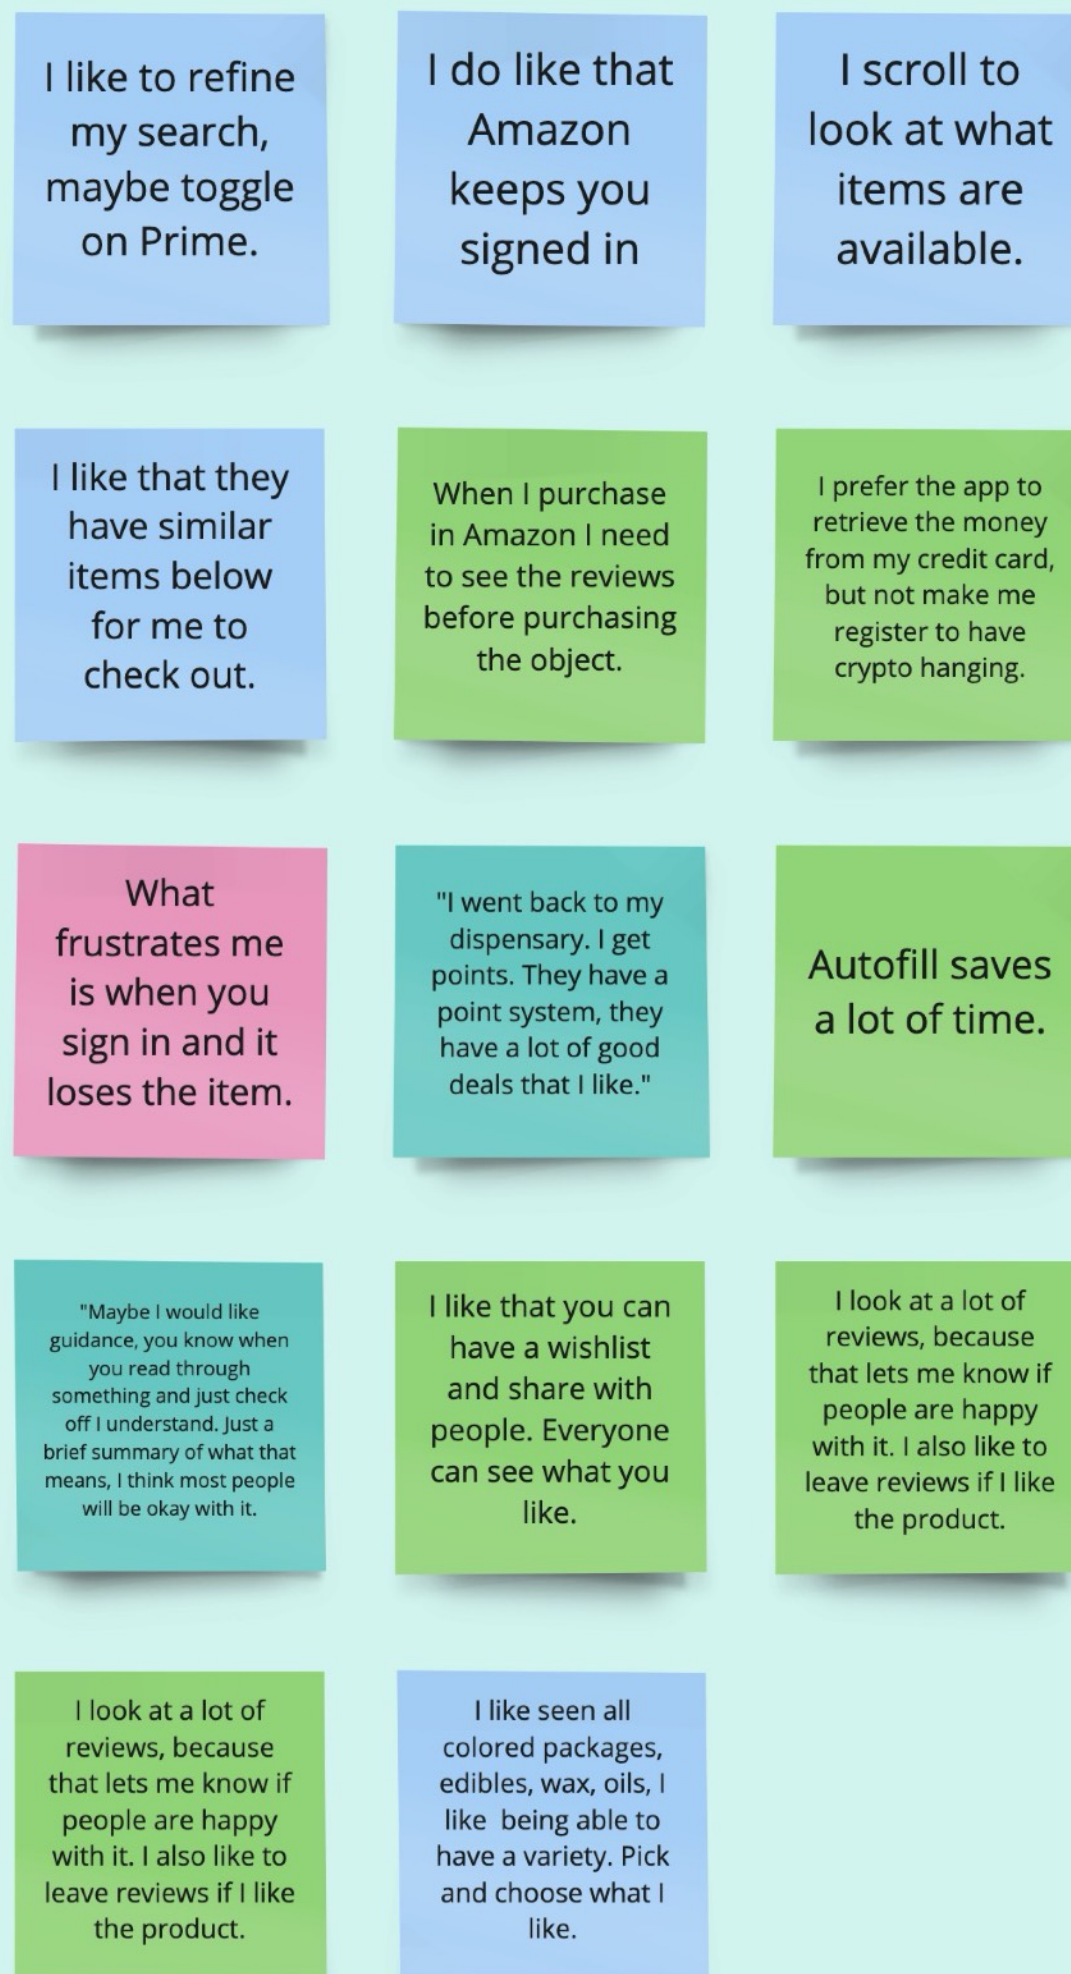 I like to refine
my search,
maybe toggle
on Prime.
I do like that
Amazon
keeps you
signed in
I scroll to
look at what
items are
available.
I like that they
have similar
items below
for me to
check out.
When I purchase
in Amazon I need
to see the reviews
before purchasing
the object.
I prefer the app to
retrieve the money
from my credit card,
but not make me
register to have
crypto hanging.
What
frustrates me
is when you
sign in and it
loses the item.
"I went back to my
dispensary. I get
points. They have a
point system, they
have a lot of good
deals that I like."
Autofill saves
a lot of time.
"Maybe I would like
guidance, you know when
you read through
something and just check
off I understand. Just a
brief summary of what that
means, I think most people
will be okay with it.
I like that you can
have a wishlist
and share with
people. Everyone
can see what you
like.
I look at a lot of
reviews, because
that lets me know if
people are happy
with it. I also like to
leave reviews if I like
the product.
I look at a lot of
reviews, because
that lets me know if
people are happy
with it. I also like to
leave reviews if I like
the product.
I like seen all
colored packages,
edibles, wax, oils, I
like  being able to
have a variety. Pick
and choose what I
like.